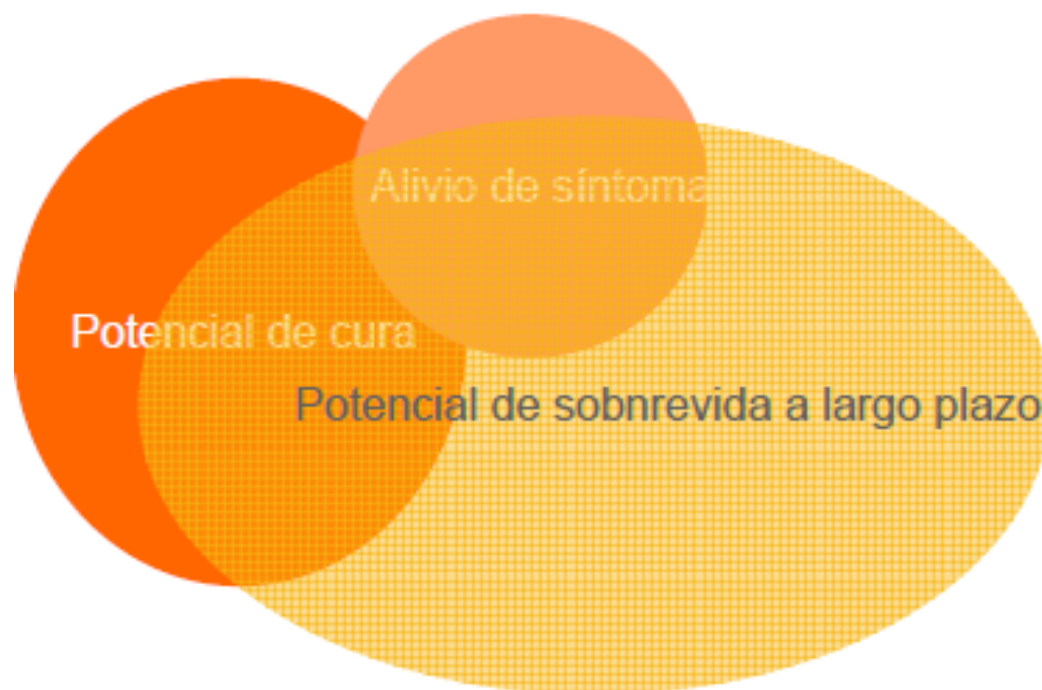 Alivio de síntoma
Potencial de cura
Potencial de sobnrevida a largo plazo